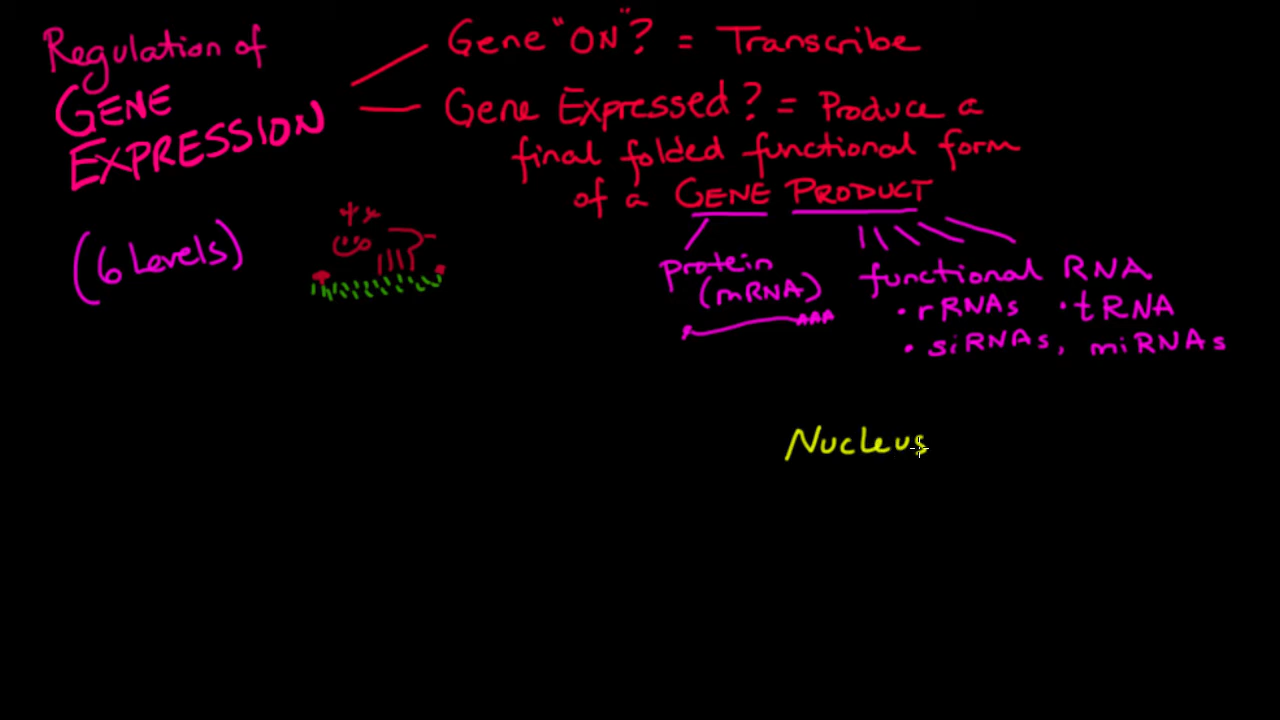 Regulation of
GENE
EXPRESSION
(6 Levels)
Gene "ON"? = Transcribe
Gene Expressed? = Produce a
final folded functional form
of a GENE PRODUCT
protein
(mRNA)
AAA
functional RNA
• rRNAs • tRNA
• siRNAs, miRNAs
Nucleus